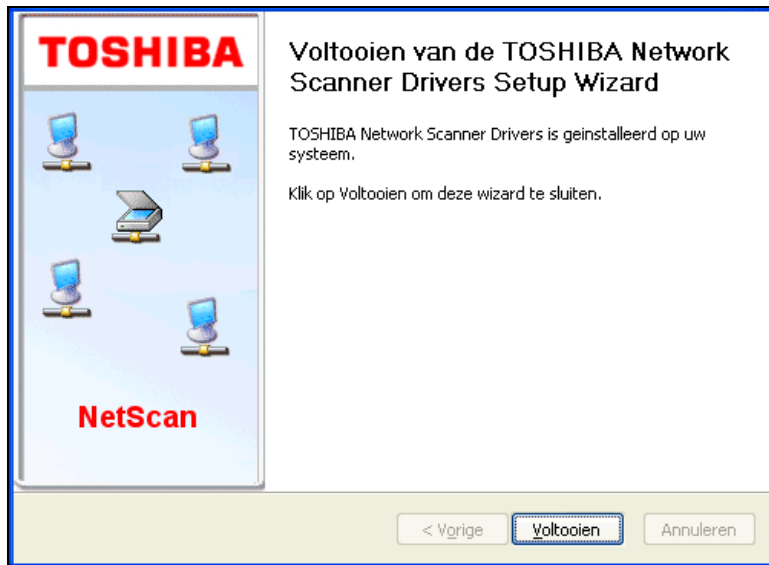 TOSHIBA
NetScan
Voltooien van de TOSHIBA Network
Scanner Drivers Setup Wizard
TOSHIBA Network Scanner Drivers is geinstalleerd op uw
systeem.
Klik op Voltooien om deze wizard te sluiten.
< Vorige
Voltooien
Annuleren